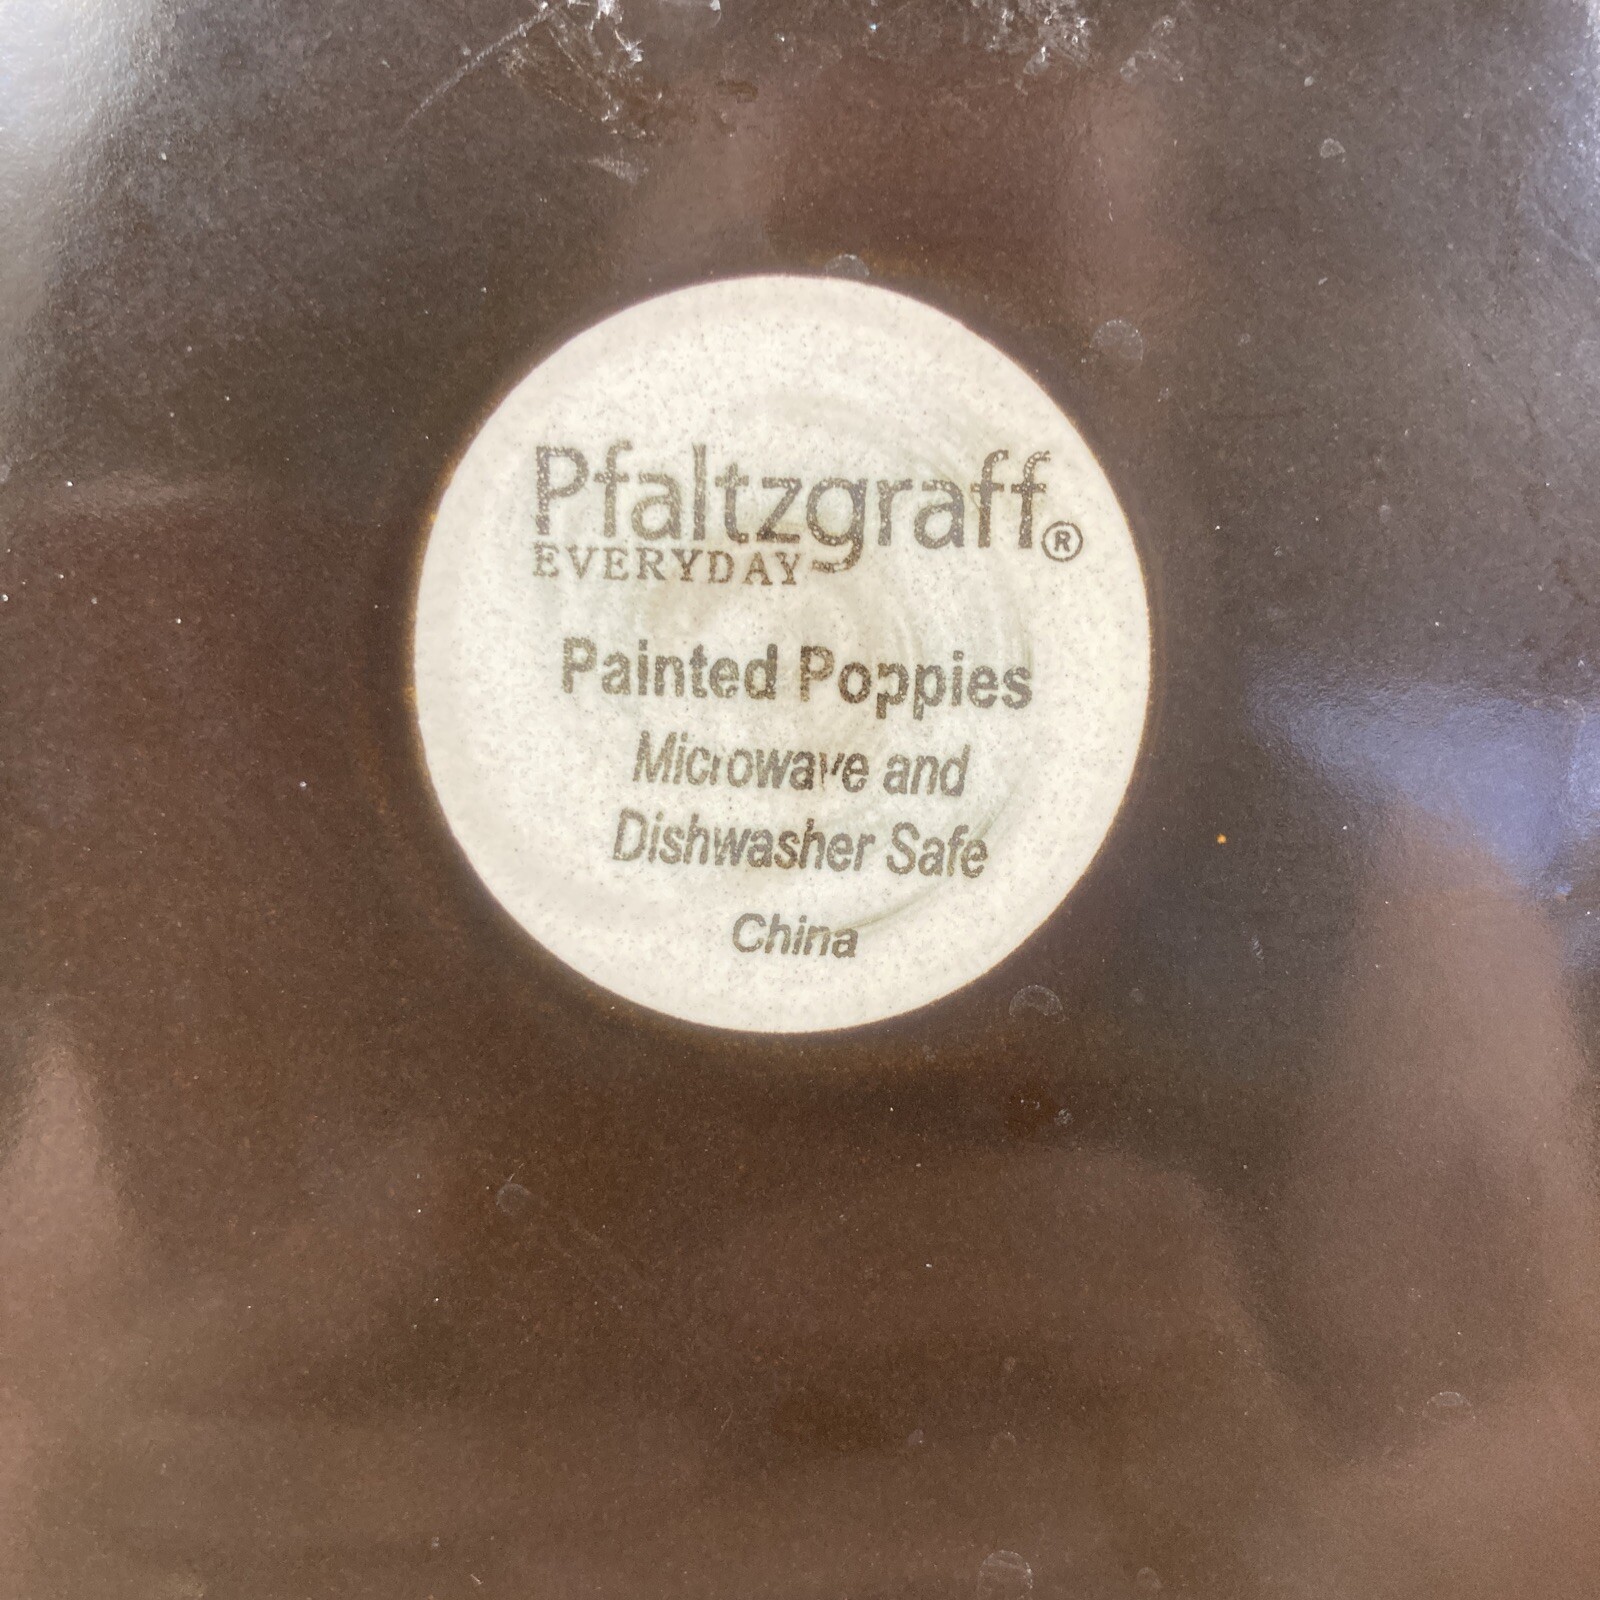 Pfaltzgraff®
EVERYDAY
Painted Poppies
Microwave and
Dishwasher Safe
China